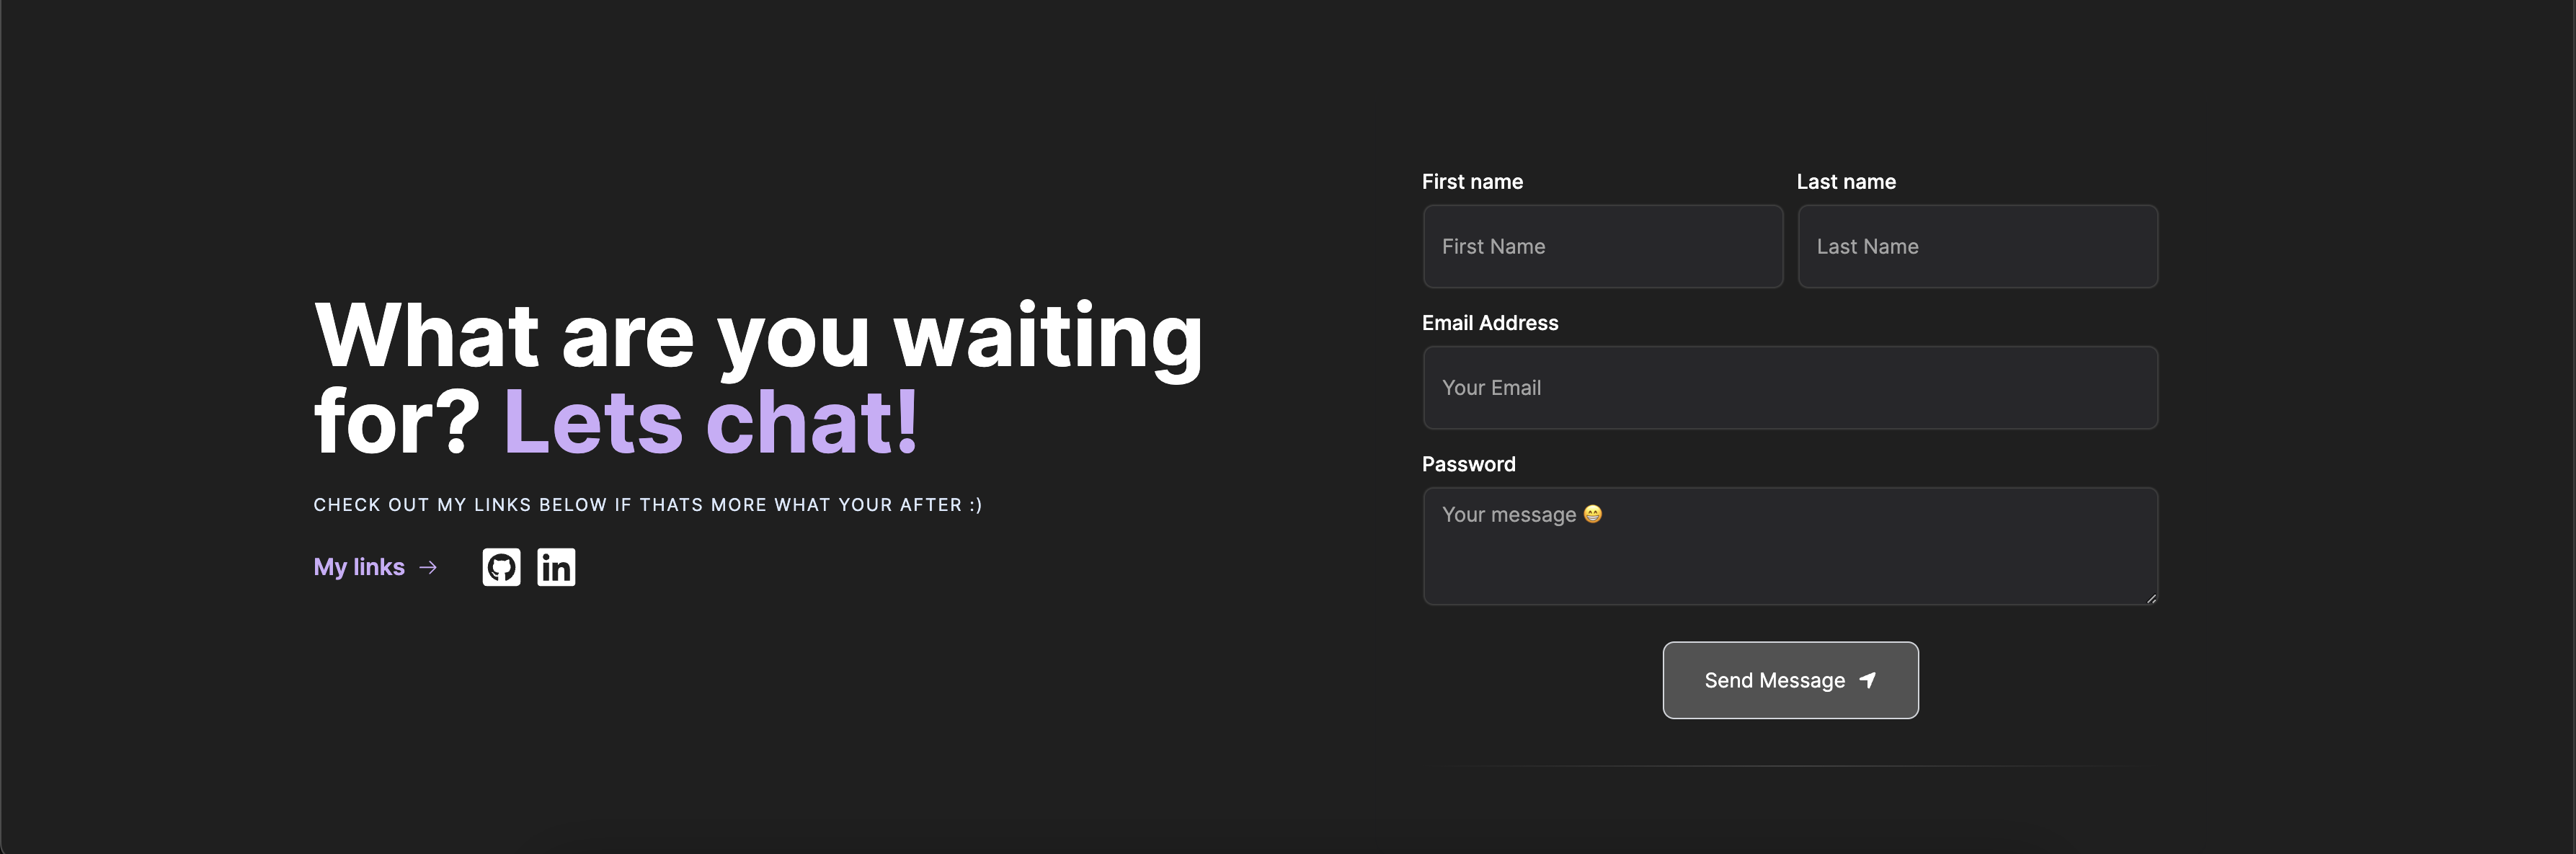 What are you waiting
for? Lets chat!
CHECK OUT MY LINKS BELOW IF THATS MORE WHAT YOUR AFTER :)
My links →
in
First name
First Name
Last name
Last Name
Email Address
Your Email
Password
Your message 😁
Send Message